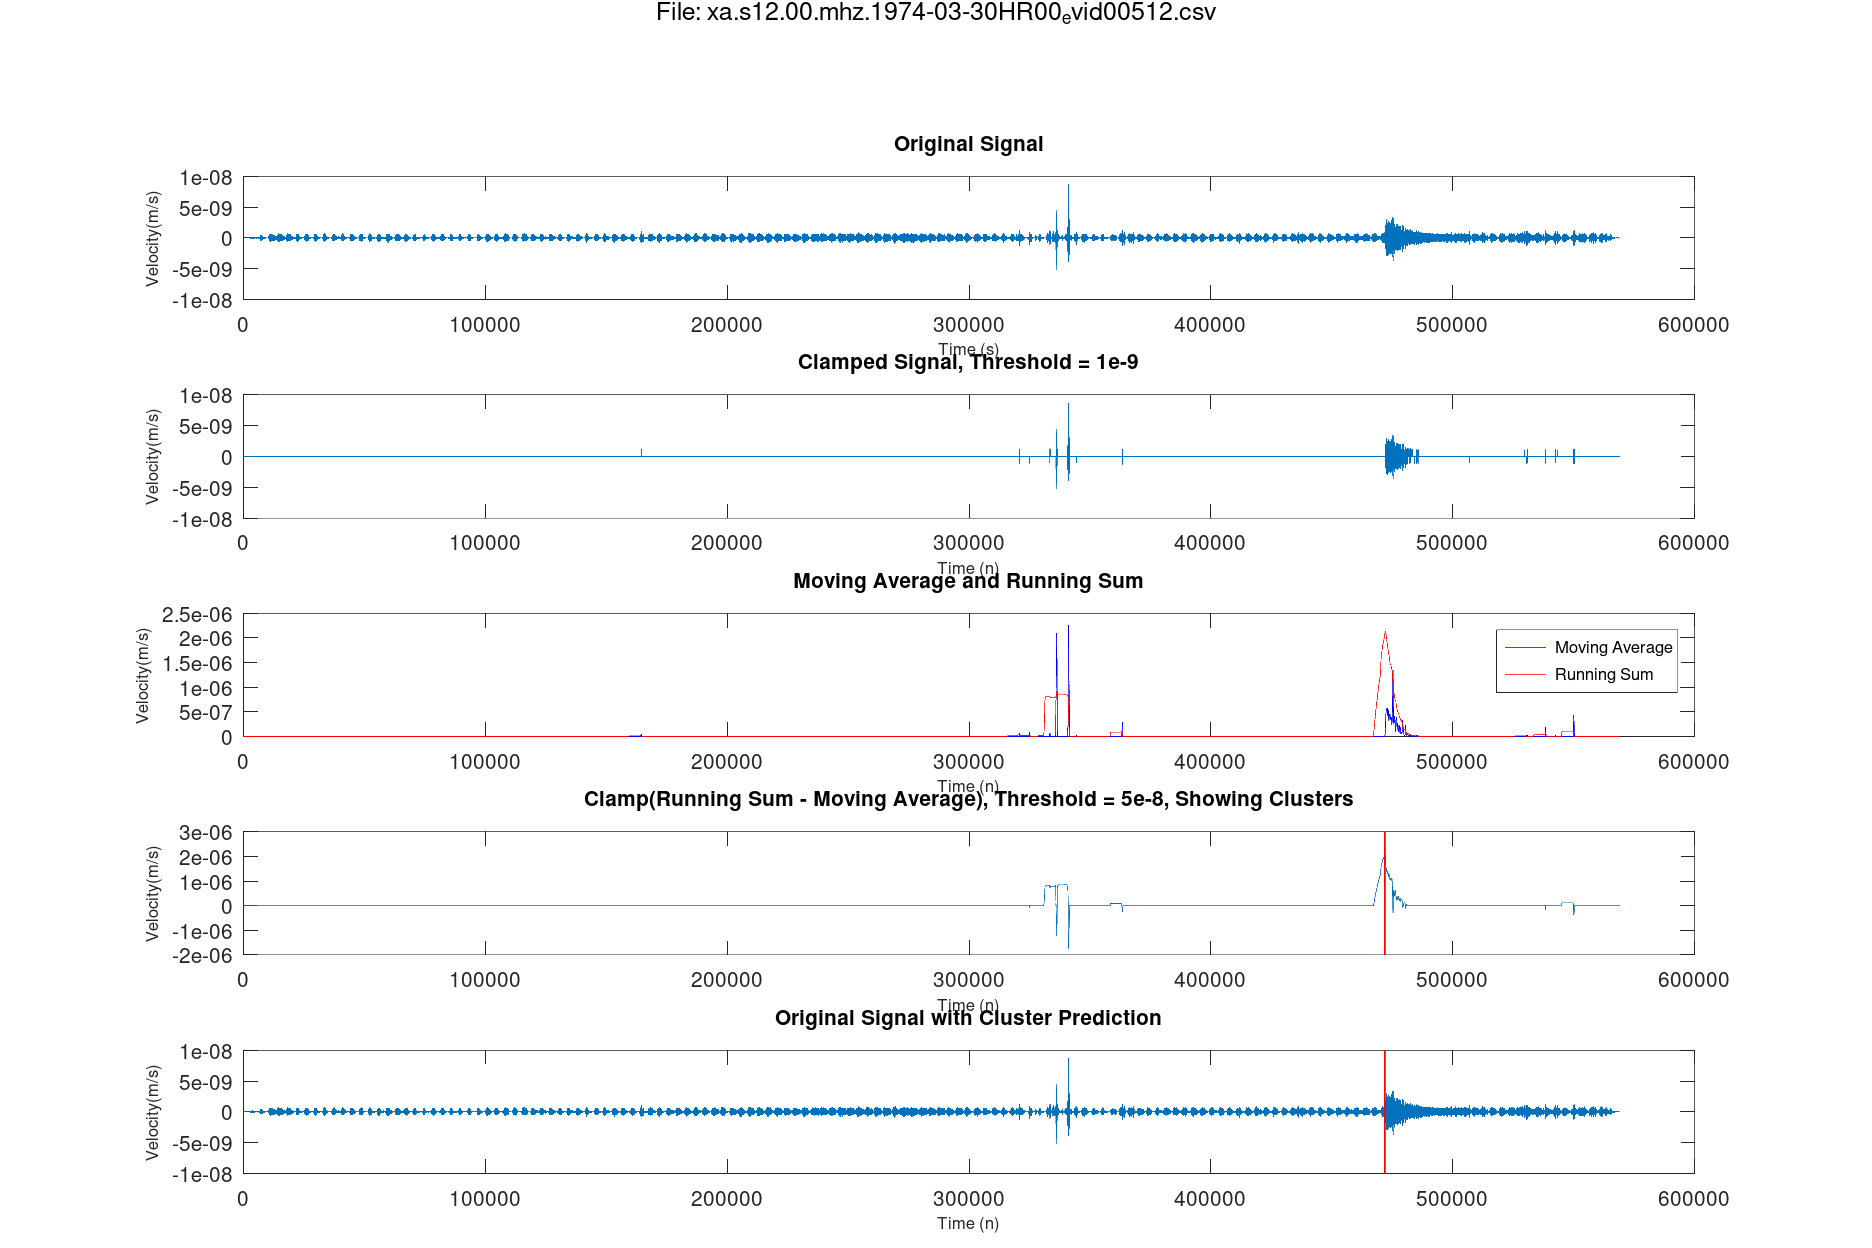 File: xa.s12.00.mhz.1974-03-30HR00evid00512.csv
Original Signal
Velocity(m/s)
1e-08
5e-09
0
-5e-09
-1e-08
0 100000 200000 300000 400000 500000 600000
Time (s)
Clamped Signal, Threshold = 1e-9
Velocity(m/s)
1e-08
5e-09
0
-5e-09
-1e-08
0 100000 200000 300000 400000 500000 600000
Time (n)
Moving Average and Running Sum
Velocity(m/s)
2.5e-06
2e-06
1.5e-06
1e-06
5e-07
0
Moving Average
Running Sum
0 100000 200000 300000 400000 500000 600000
Time (n)
Clamp(Running Sum - Moving Average), Threshold = 5e-8, Showing Clusters
Velocity(m/s)
3e-06
2e-06
1e-06
0
-1e-06
-2e-06
0 100000 200000 300000 400000 500000 600000
Time (n)
Original Signal with Cluster Prediction
Velocity(m/s)
1e-08
5e-09
0
-5e-09
-1e-08
0 100000 200000 300000 400000 500000 600000
Time (n)